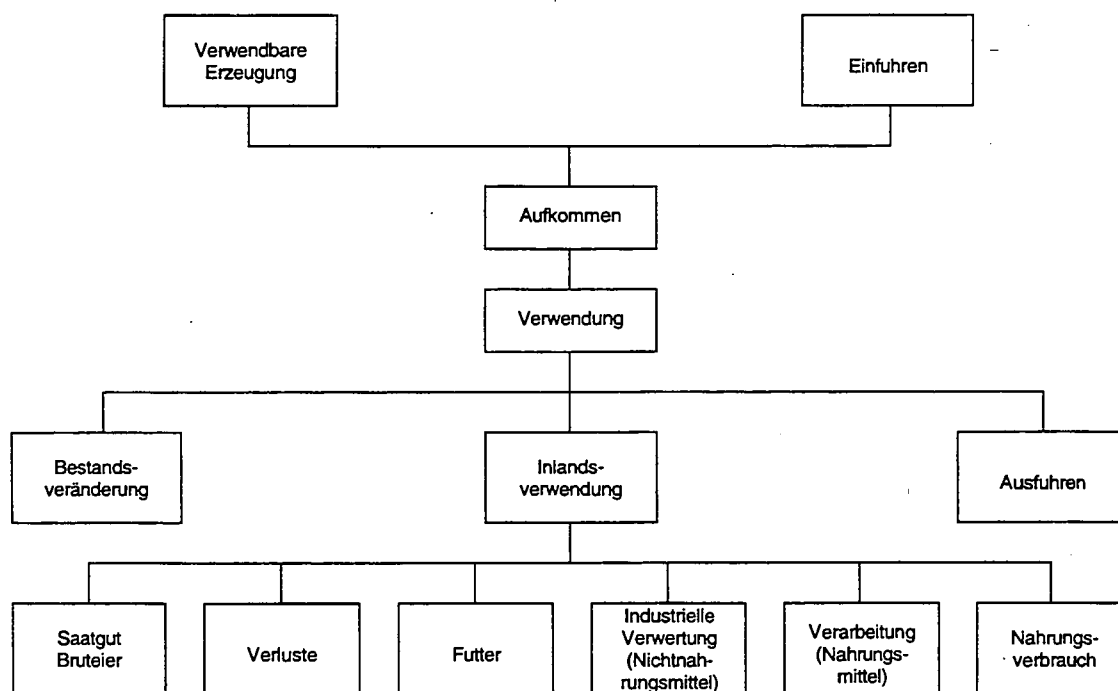 Verwendbare
Erzeugung
Einfuhren
Aufkommen
Verwendung
Bestands-
veränderung
Inlands-
verwendung
Ausfuhren
Saatgut
Bruteier
Verluste
Futter
Industrielle
Verwertung
(Nichtnah-
rungsmittel)
Verarbeitung
(Nahrungs-
mittel)
Nahrungs-
verbrauch